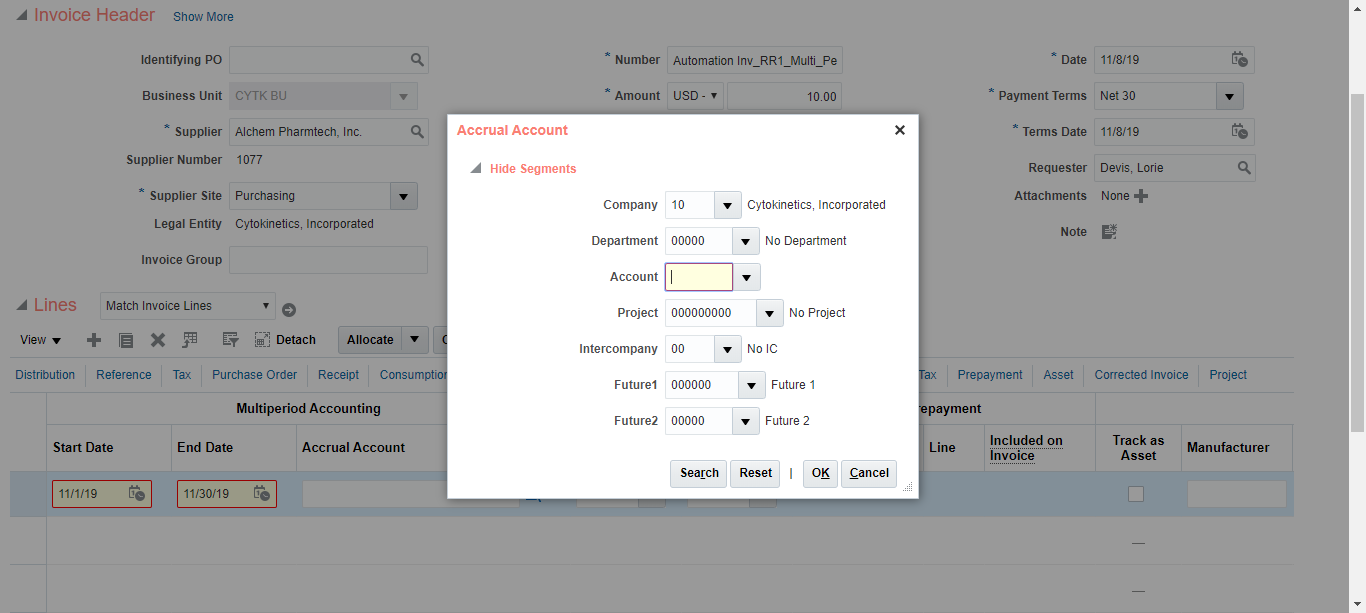 Invoice Header Show More
Identifying PO
* Number Automation Inv_RR1_Multi_Pe
* Date 11/8/19
Business Unit CYTK BU
* Amount USD - 10.00
* Payment Terms Net 30
* Supplier Alchem Pharmtech, Inc.
* Terms Date 11/8/19
Supplier Number 1077
Requester Devis, Lorie
* Supplier Site Purchasing
Attachments None
Legal Entity Cytokinetics, Incorporated
Note
Invoice Group
Accrual Account
Hide Segments
Company 10 Cytokinetics, Incorporated
Department 00000 No Department
Account
Project 000000000 No Project
Intercompany 00 No IC
Future1 000000 Future 1
Future2 00000 Future 2
Search Reset | OK Cancel
Lines Match Invoice Lines
View Detach Allocate
Distribution Reference Tax Purchase Order Receipt Consumption Tax Prepayment Asset Corrected Invoice Project
Multiperiod Accounting repayment
Start Date End Date Accrual Account Line Included on Invoice Track as Asset Manufacturer
11/1/19 11/30/19